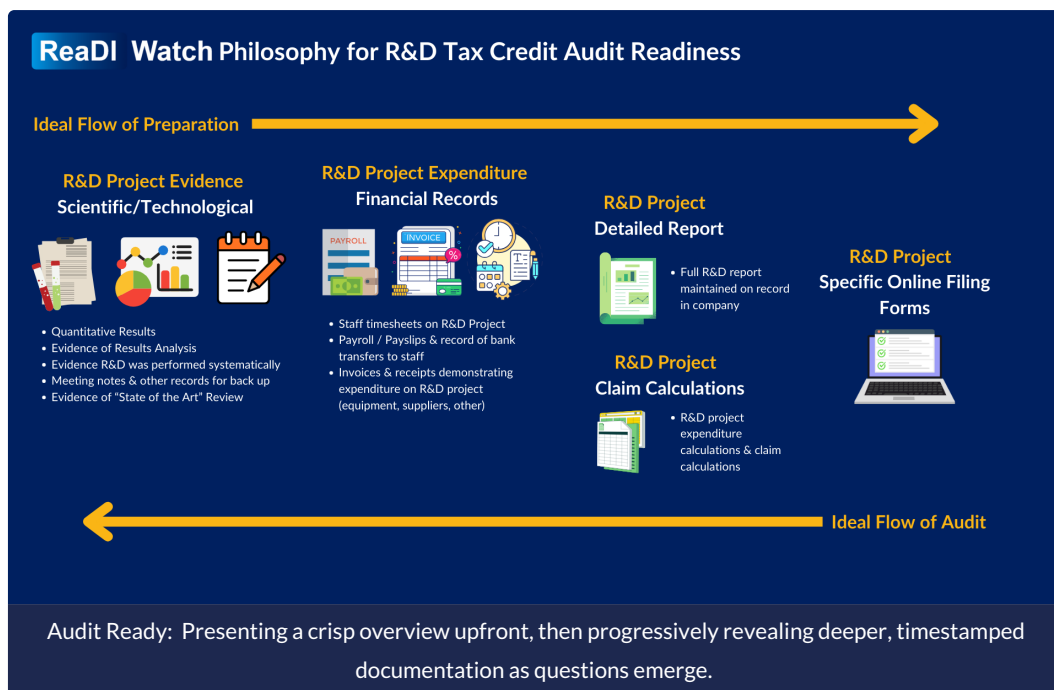 ReaDI Watch Philosophy for R&D Tax Credit Audit Readiness
Ideal Flow of Preparation
R&D Project Evidence
Scientific/Technological
• Quantitative Results
• Evidence of Results Analysis
• Evidence R&D was performed systematically
• Meeting notes & other records for back up
• Evidence of “State of the Art” Review
R&D Project Expenditure
Financial Records
PAYROLL
INVOICE
%
T
• Staff timesheets on R&D Project
• Payroll / Payslips & record of bank
transfers to staff
• Invoices & receipts demonstrating
expenditure on R&D project
(equipment, suppliers, other)
R&D Project
Detailed Report
• Full R&D report
maintained on record
in company
R&D Project
Claim Calculations
• R&D project
expenditure
calculations & claim
calculations
R&D Project
Specific Online Filing
Forms
Ideal Flow of Audit
Audit Ready: Presenting a crisp overview upfront, then progressively revealing deeper, timestamped
documentation as questions emerge.